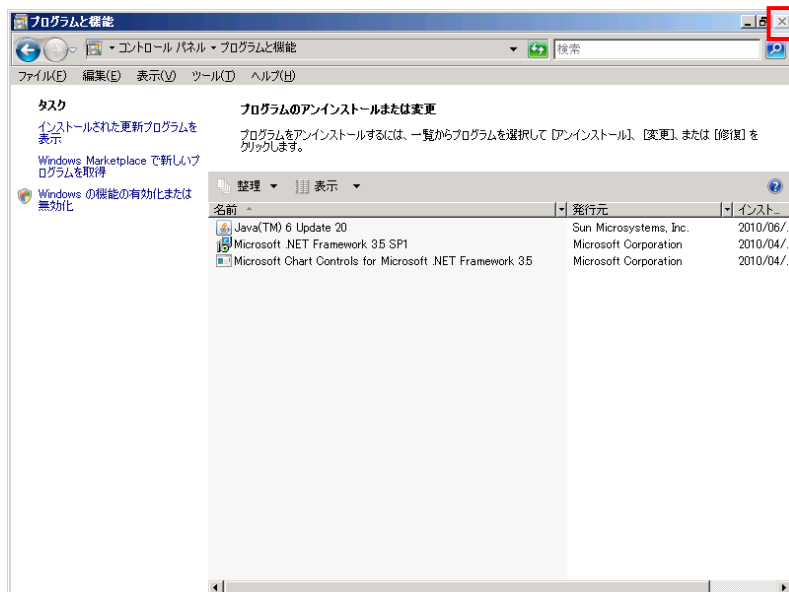 プログラムと機能
コントロール パネル ▾ プログラムと機能
検索
ファイル(F) 編集(E) 表示(V) ツール(T) ヘルプ(H)
タスク
インストールされた更新プログラムを
表示
Windows Marketplace で新しいプ
ログラムを取得
Windows の機能の有効化または
無効化
プログラムのアンインストールまたは変更
プログラムをアンインストールするには、一覧からプログラムを選択して [アンインストール]、[変更]、または [修復] を
クリックします。
整理 ▾ 表示 ▾
名前 発行元 インスト...
Java(TM) 6 Update 20 Sun Microsystems, Inc. 2010/06/.
Microsoft .NET Framework 3.5 SP1 Microsoft Corporation 2010/04/.
Microsoft Chart Controls for Microsoft .NET Framework 3.5 Microsoft Corporation 2010/04/.